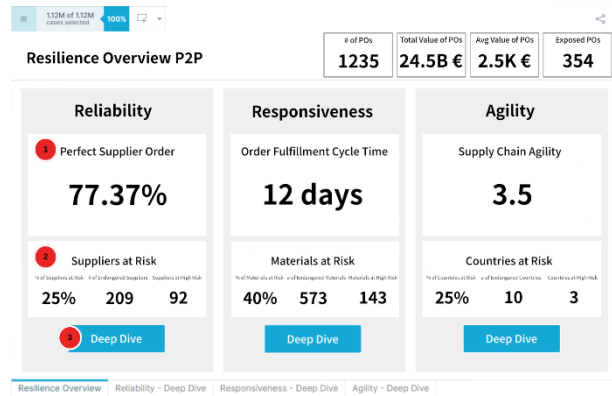 1.12M of 1.12M
cases selected
100%
Resilience Overview P2P
# of POs
1235
Total Value of POs
24.5B €
Avg Value of POs
2.5K €
Exposed POs
354
Reliability
1
Perfect Supplier Order
77.37%
2
Suppliers at Risk
% of Suppliers at Risk # of Endangered Suppliers Suppliers at High Risk
25% 209 92
3
Deep Dive
Responsiveness
Order Fulfillment Cycle Time
12 days
Materials at Risk
% of Materials at Risk # of Endangered Materials Materials at High Risk
40% 573 143
Deep Dive
Agility
Supply Chain Agility
3.5
Countries at Risk
% of Countries at Risk # of Endangered Countries Countries at High Risk
25% 10 3
Deep Dive
Resilience Overview Reliability - Deep Dive Responsiveness - Deep Dive Agility - Deep Dive